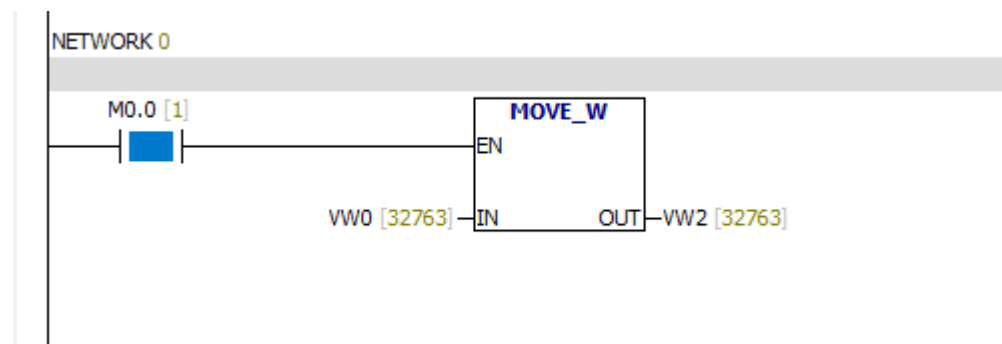 NETWORK 0
M0.0 [1]
MOVE_W
EN
VW0 [32763] IN OUT VW2 [32763]